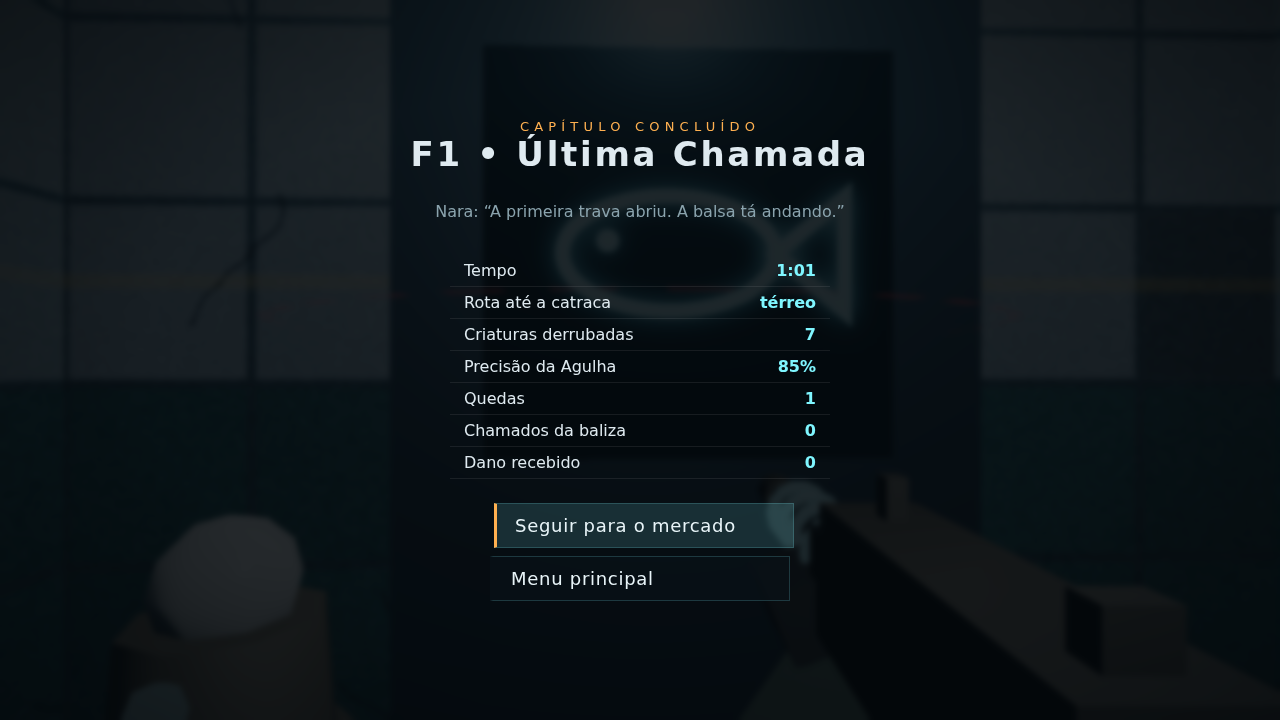 CAPÍTULO CONCLUÍDO
F1 • Última Chamada
Nara: “A primeira trava abriu. A balsa tá andando.”
Tempo 1:01
Rota até a catraca térreo
Criaturas derrubadas 7
Precisão da Agulha 85%
Quedas 1
Chamados da baliza 0
Dano recebido 0
Seguir para o mercado
Menu principal